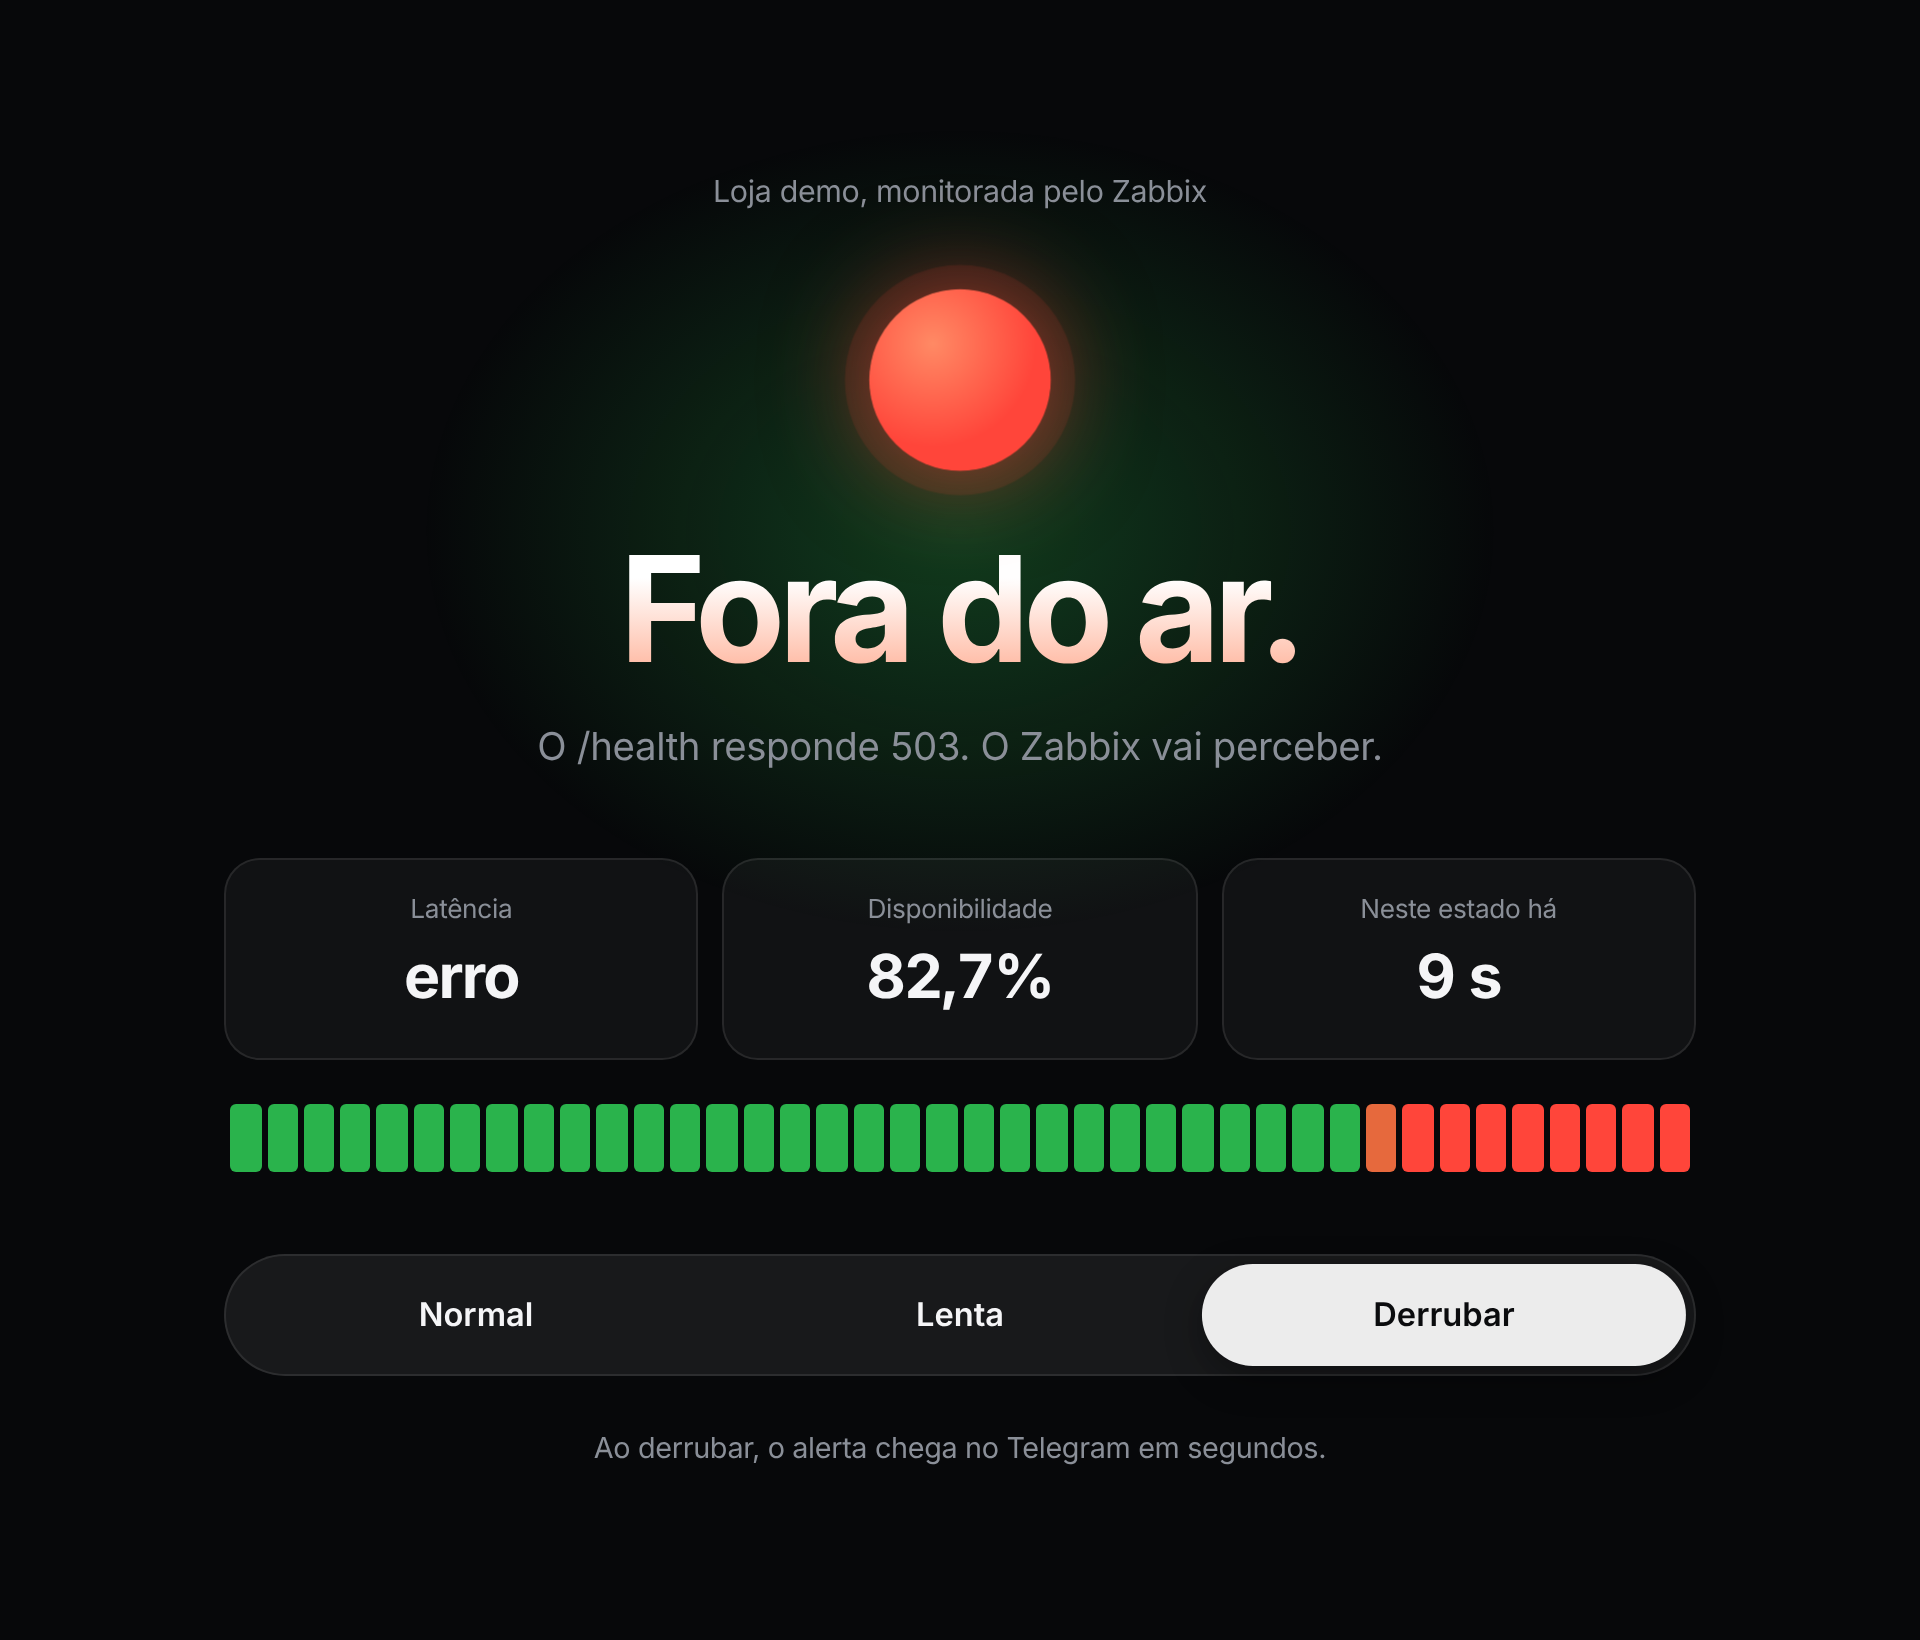 Loja demo, monitorada pelo Zabbix
Fora do ar.
O /health responde 503. O Zabbix vai perceber.
Latência
erro
Disponibilidade
82,7%
Neste estado há
9 s
Normal
Lenta
Derrubar
Ao derrubar, o alerta chega no Telegram em segundos.